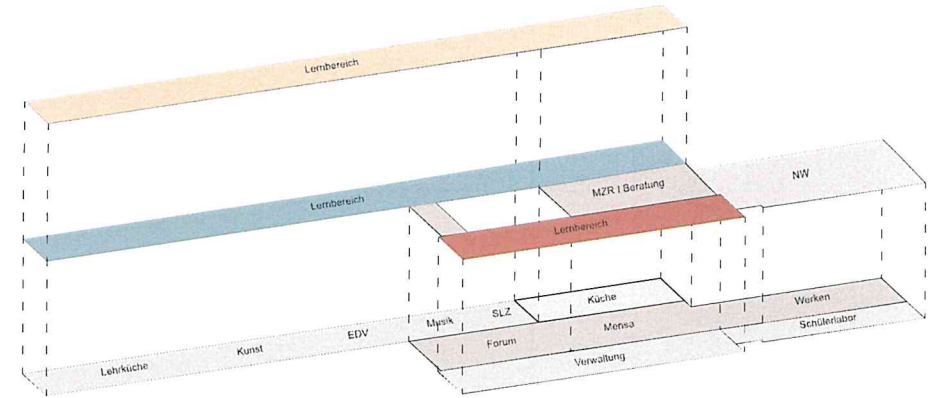 Lernbereich
NW
MZR I Beratung
Lernbereich
Lernbereich
Küche
Werken
SLZ
Musik
Schülerlabor
Mensa
EDV
Forum
Kunst
Verwaltung
Lehrküche